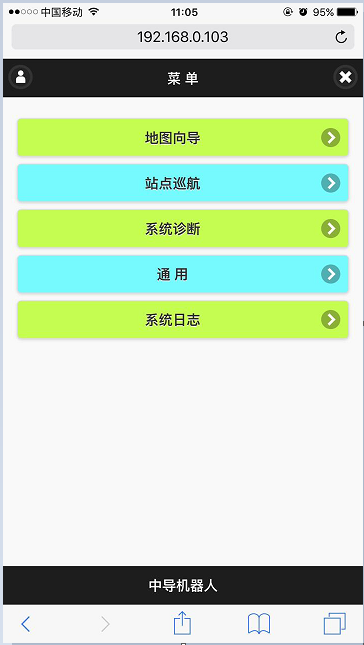 中国移动 11:05 95%
192.168.0.103
菜 单
地图向导
站点巡航
系统诊断
通 用
系统日志
中导机器人